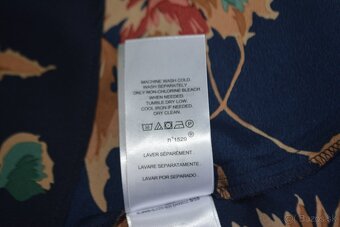 MACHINE WASH COLD
WASH SEPARATELY
ONLY NON-CHLORINE BLEACH
WHEN NEEDED
TUMBLE DRY LOW
COOL IRON IF NEEDED OR
DRY CLEAN.
n°1529
LAVER SÉPARÉMENT.
LAVARE SEPARATAMENTE.
LAVAR POR SEPARADO.